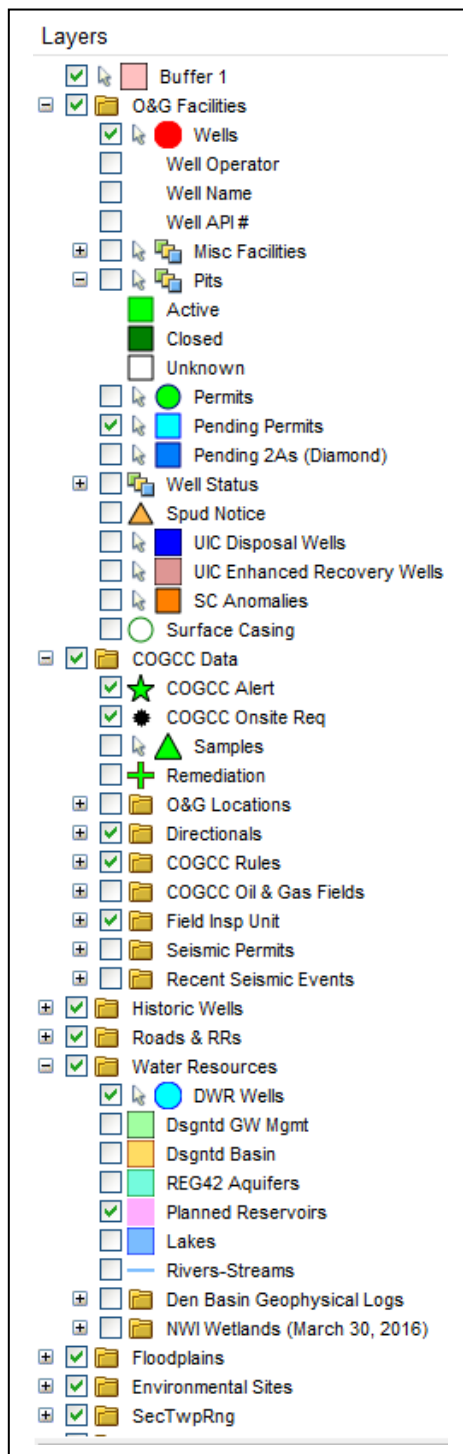 Layers
Buffer 1
O&G Facilities
Wells
Well Operator
Well Name
Well API #
Misc Facilities
Pits
Active
Closed
Unknown
Permits
Pending Permits
Pending 2As (Diamond)
Well Status
Spud Notice
UIC Disposal Wells
UIC Enhanced Recovery Wells
SC Anomalies
Surface Casing
COGCC Data
COGCC Alert
COGCC Onsite Req
Samples
Remediation
O&G Locations
Directionals
COGCC Rules
COGCC Oil & Gas Fields
Field Insp Unit
Seismic Permits
Recent Seismic Events
Historic Wells
Roads & RRs
Water Resources
DWR Wells
Dsgntd GW Mgmt
Dsgntd Basin
REG42 Aquifers
Planned Reservoirs
Lakes
Rivers-Streams
Den Basin Geophysical Logs
NWI Wetlands (March 30, 2016)
Floodplains
Environmental Sites
SecTwpRng